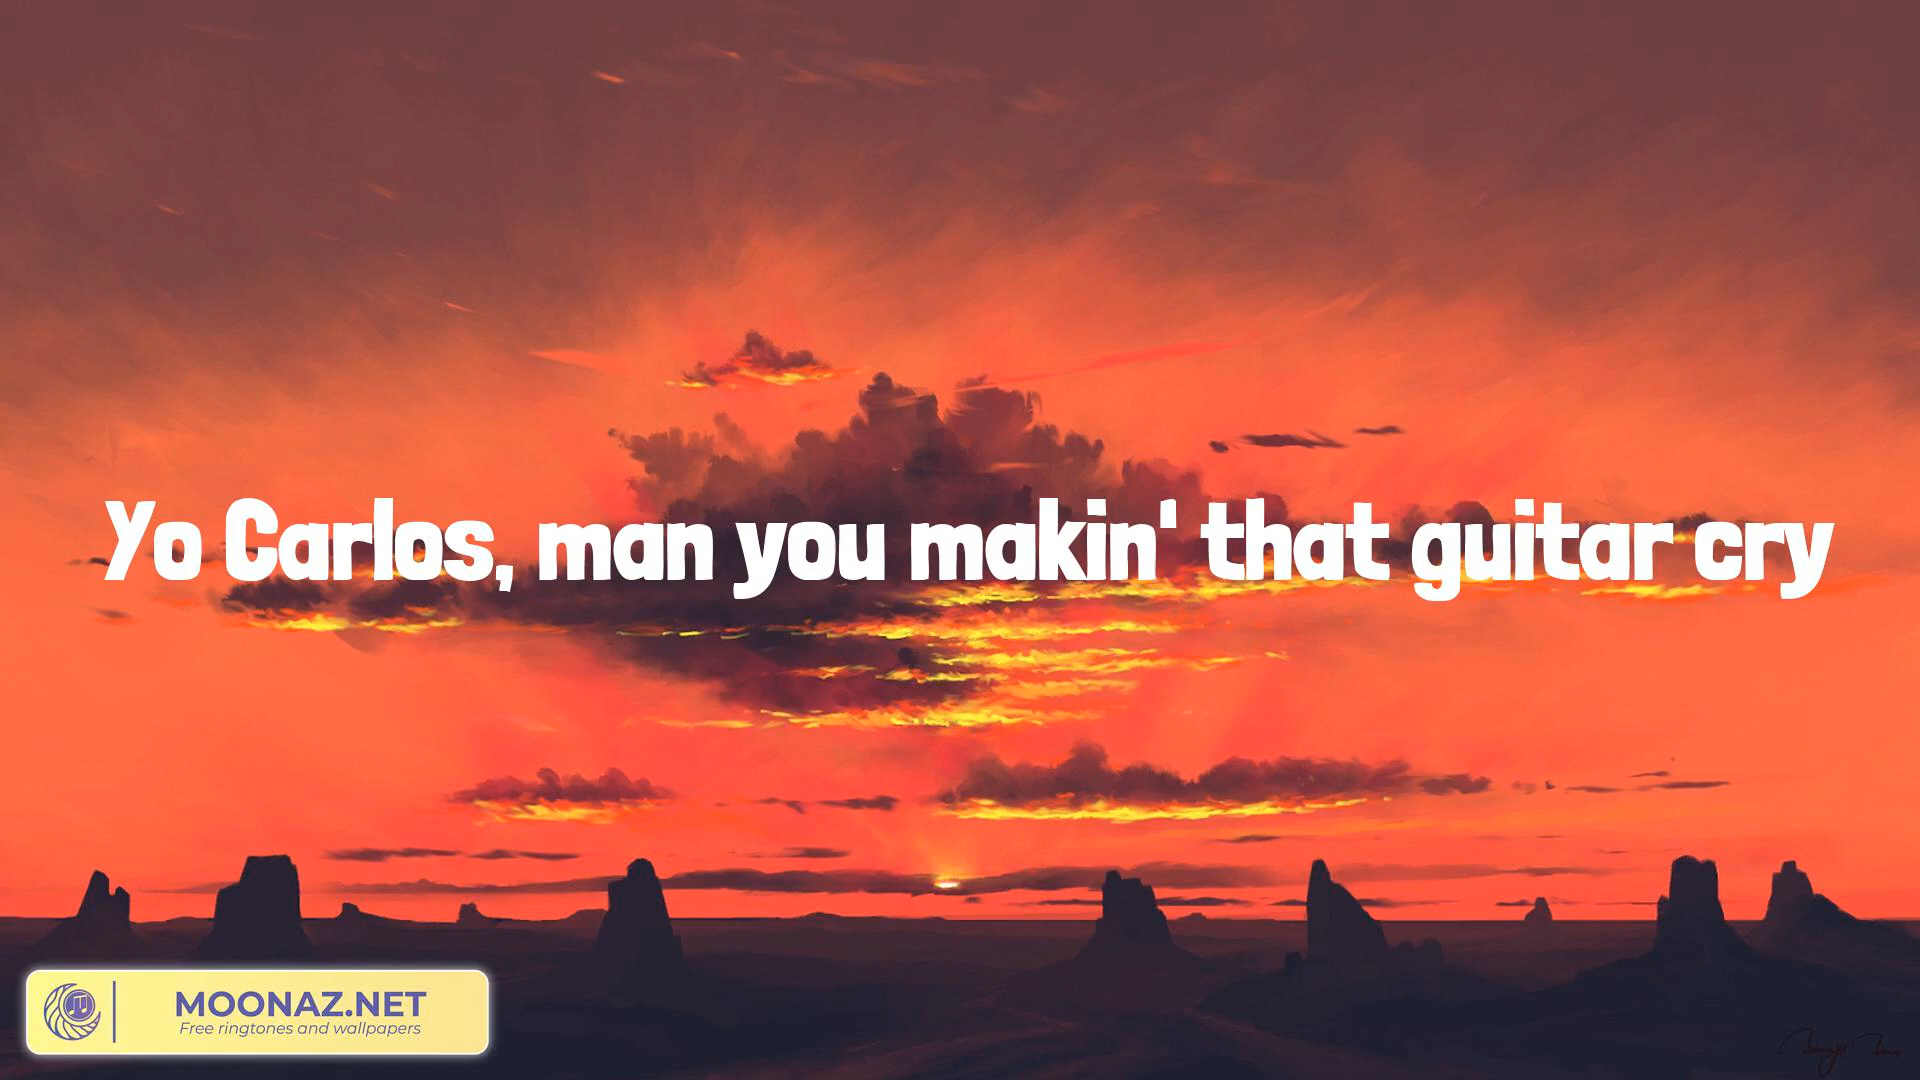 Yo Carlos, man you makin' that guitar cry
MOONAZ.NET
Free ringtones and wallpapers